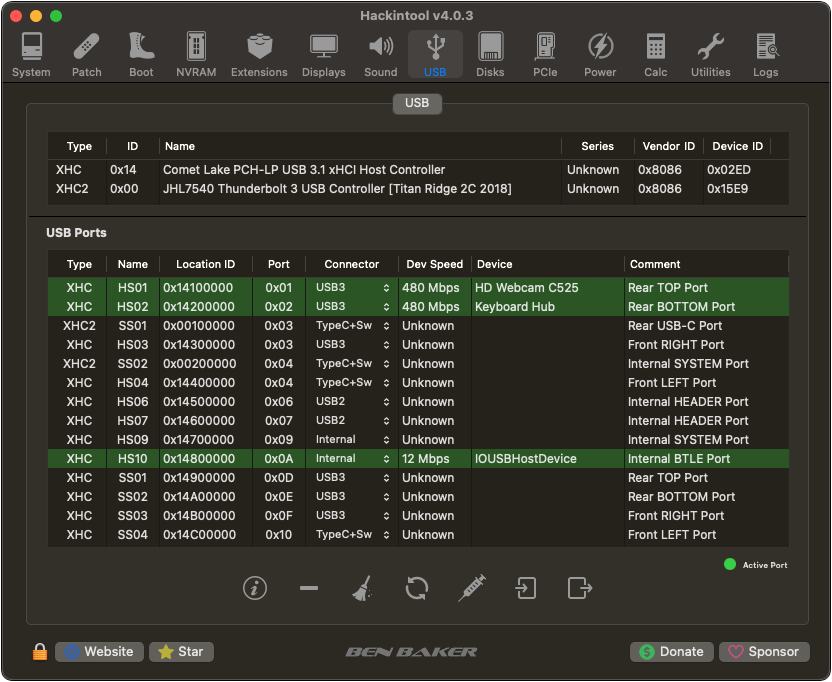 Hackintool v4.0.3
System Patch Boot NVRAM Extensions Displays Sound USB Disks PCIe Power Calc Utilities Logs
USB
Type ID Name Series Vendor ID Device ID
XHC 0x14 Comet Lake PCH-LP USB 3.1 xHCI Host Controller Unknown 0x8086 0x02ED
XHC2 0x00 JHL7540 Thunderbolt 3 USB Controller [Titan Ridge 2C 2018] Unknown 0x8086 0x15E9
USB Ports
Type Name Location ID Port Connector Dev Speed Device Comment
XHC HS01 0x14100000 0x01 USB3 480 Mbps HD Webcam C525 Rear TOP Port
XHC HS02 0x14200000 0x02 USB3 480 Mbps Keyboard Hub Rear BOTTOM Port
XHC2 SS01 0x00100000 0x03 TypeC+Sw Unknown Rear USB-C Port
XHC HS03 0x14300000 0x03 USB3 Unknown Front RIGHT Port
XHC2 SS02 0x00200000 0x04 TypeC+Sw Unknown Internal SYSTEM Port
XHC HS04 0x14400000 0x04 TypeC+Sw Unknown Front LEFT Port
XHC HS06 0x14500000 0x06 USB2 Unknown Internal HEADER Port
XHC HS07 0x14600000 0x07 USB2 Unknown Internal HEADER Port
XHC HS09 0x14700000 0x09 Internal Unknown Internal SYSTEM Port
XHC HS10 0x14800000 0x0A Internal 12 Mbps IOUSBHostDevice Internal BTLE Port
XHC SS01 0x14900000 0x0D USB3 Unknown Rear TOP Port
XHC SS02 0x14A00000 0x0E USB3 Unknown Rear BOTTOM Port
XHC SS03 0x14B00000 0x0F USB3 Unknown Front RIGHT Port
XHC SS04 0x14C00000 0x10 TypeC+Sw Unknown Front LEFT Port
Active Port
Website Star BEN BAKER Donate Sponsor